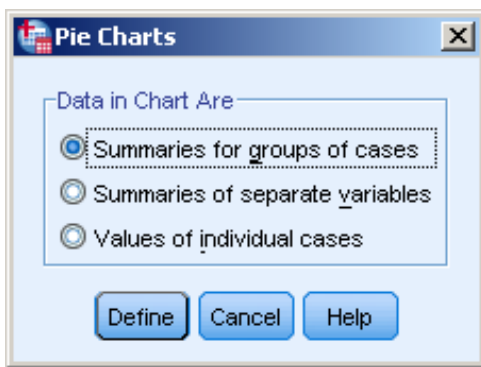 Pie Charts
Data in Chart Are
Summaries for groups of cases
Summaries of separate variables
Values of individual cases
Define Cancel Help